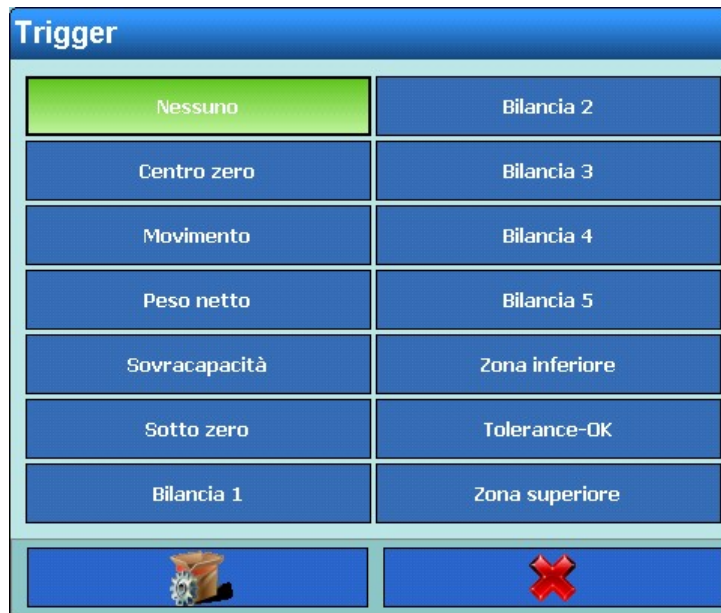 Trigger
Nessuno
Bilancia 2
Centro zero
Bilancia 3
Movimento
Bilancia 4
Peso netto
Bilancia 5
Sovracapacità
Zona inferiore
Sotto zero
Tolerance-OK
Bilancia 1
Zona superiore